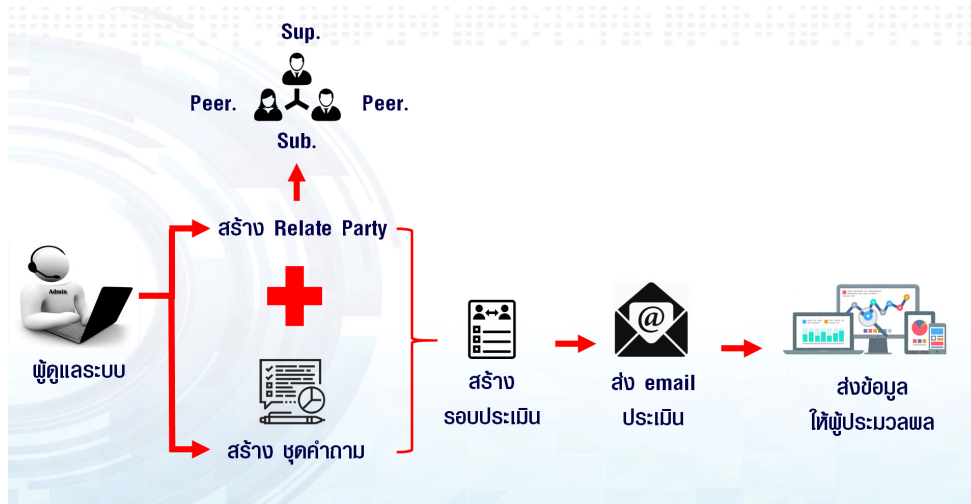 Sup.
Peer.
Peer.
Sub.
สร้าง Relate Party
Admin
ผู้ดูแลระบบ
สร้าง ชุดคำถาม
สร้าง
รอบประเมิน
@
ส่ง email
ประเมิน
ส่งข้อมูล
ให้ผู้ประมวลผล